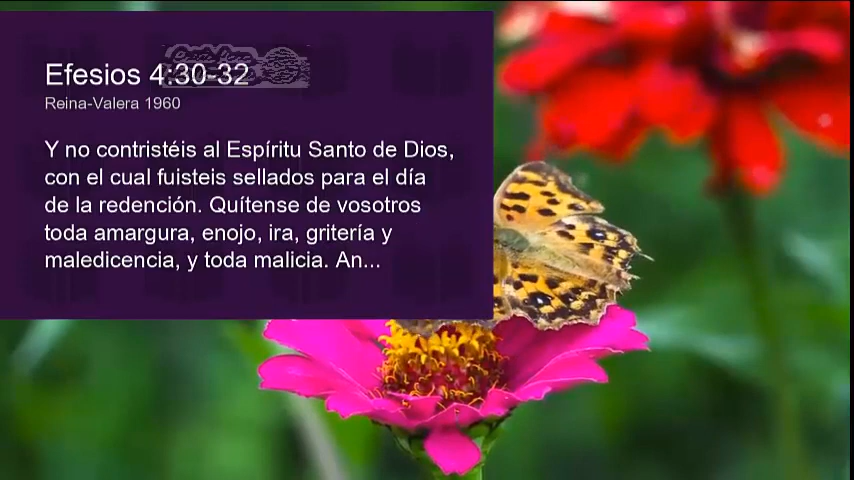 Efesios 4:30-32
Reina-Valera 1960
Y no contristéis al Espíritu Santo de Dios,
con el cual fuisteis sellados para el día
de la redención. Quítense de vosotros
toda amargura, enojo, ira, gritería y
maledicencia, y toda malicia. An...